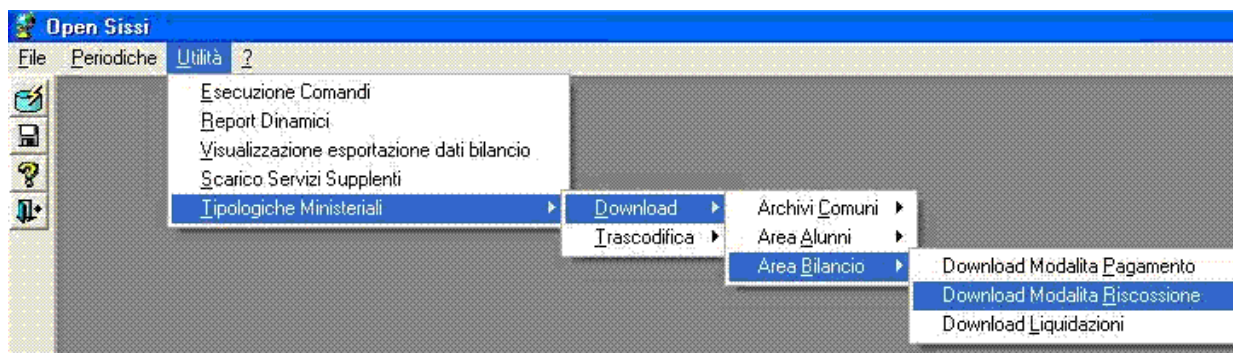 Open Sissi
File Periodiche Utilità ?
Esecuzione Comandi
Report Dinamici
Visualizzazione esportazione dati bilancio
Scarico Servizi Supplenti
Tipologiche Ministeriali
Download
Trascodifica
Archivi Comuni
Area Alunni
Area Bilancio
Download Modalita Pagamento
Download Modalita Riscossione
Download Liquidazioni